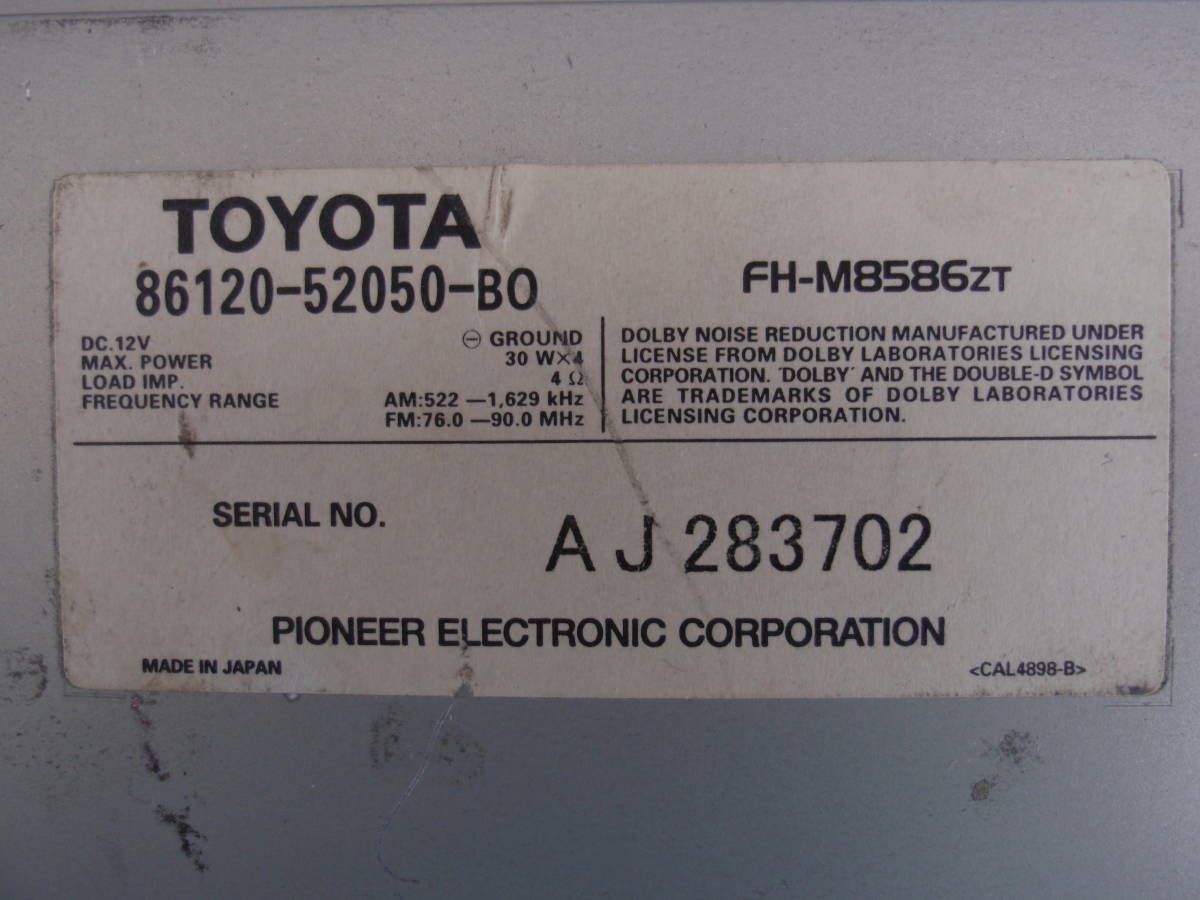 TOYOTA
86120-52050-B0
FH-M8586ZT
DC.12V ⊖ GROUND
MAX. POWER 30 W×4
LOAD IMP. 4 Ω
FREQUENCY RANGE AM:522 —1,629 kHz
FM:76.0 —90.0 MHz
DOLBY NOISE REDUCTION MANUFACTURED UNDER
LICENSE FROM DOLBY LABORATORIES LICENSING
CORPORATION. "DOLBY" AND THE DOUBLE-D SYMBOL
ARE TRADEMARKS OF DOLBY LABORATORIES
LICENSING CORPORATION.
SERIAL NO. AJ283702
PIONEER ELECTRONIC CORPORATION
MADE IN JAPAN <CAL4898-B>